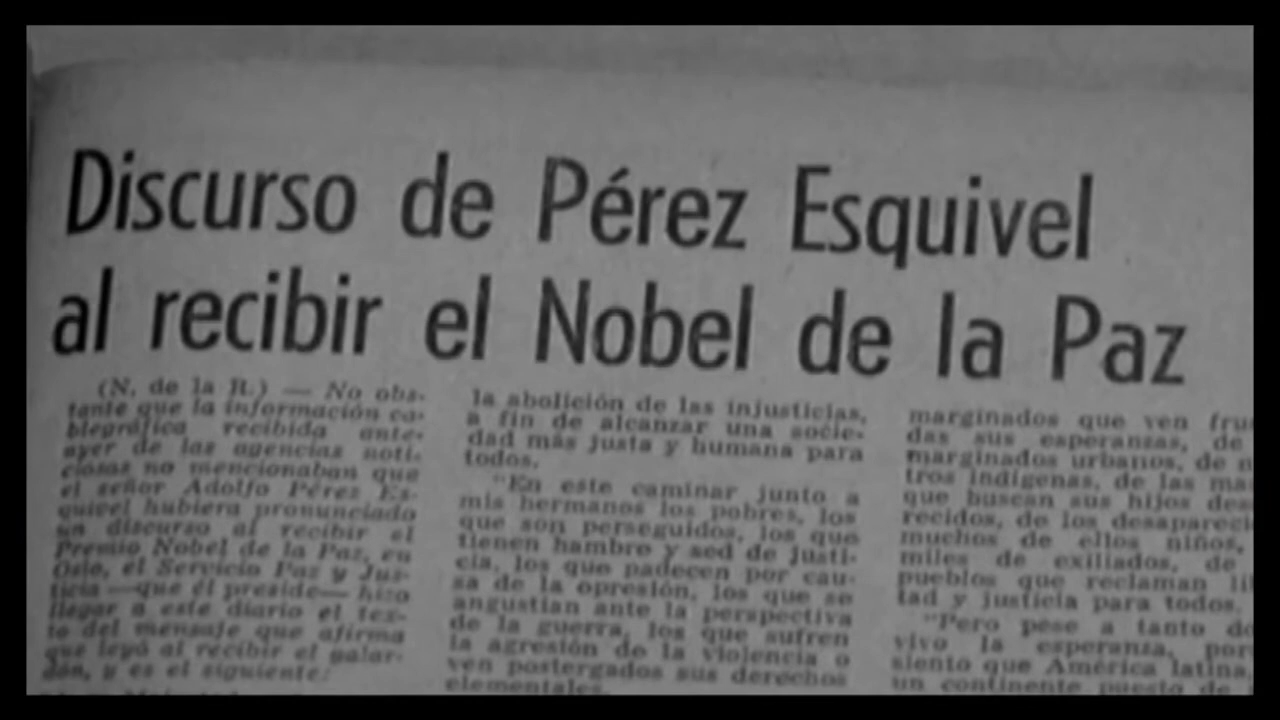 Discurso de Pérez Esquivel
al recibir el Nobel de la Paz
(N. de la R.) — No obs-
tante que la información ca-
blegráfica recibida ante-
ayer de las agencias noti-
ciosas no mencionaban que
el señor Adolfo Pérez Es-
quivel hubiera pronunciado
un discurso al recibir el
Premio Nobel de la Paz, en
Oslo, el Servicio Paz y Jus-
ticia —que él preside— hizo
llegar a este diario el tex-
to del mensaje que afirma
que leyó al recibir el galar-
dón, y es el siguiente:
la abolición de las injusticias,
a fin de alcanzar una socie-
dad más justa y humana para
todos.
"En este caminar junto a
mis hermanos los pobres, los
que son perseguidos, los que
tienen hambre y sed de justi-
cia, los que padecen por cau-
sa de la opresión, los que se
angustian ante la perspectiva
de la guerra, los que sufren
la agresión de la violencia o
ven postergados sus derechos
elementales.
marginados que ven fru
das sus esperanzas, de
marginados urbanos, de n
tros indígenas, de las ma
que buscan sus hijos des
recidos, de los desapareci
muchos de ellos niños,
miles de exiliados, de
pueblos que reclaman li
tad y justicia para todos.
"Pero pese a tanto do
vivo la esperanza, por
siento que América latina,
un continente puesto de